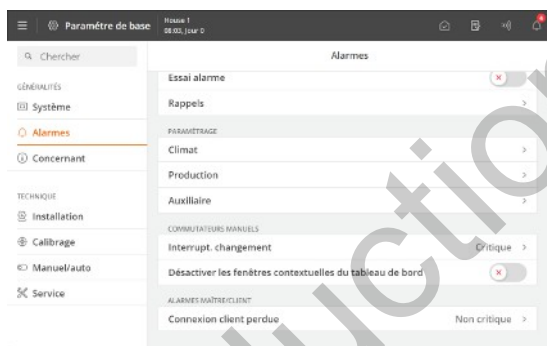 Paramétre de base
House 1
08:03, Jour 0
Chercher
Alarmes
GÉNÉRALITÉS
Système
Alarmes
Concernant
TECHNIQUE
Installation
Calibrage
Manuel/auto
Service
Essai alarme
Rappels
PARAMÉTRAGE
Climat
Production
Auxiliaire
COMMUTATEURS MANUELS
Interrupt. changement Critique
Désactiver les fenêtres contextuelles du tableau de bord
ALARMES MAÎTRE/CLIENT
Connexion client perdue Non critique